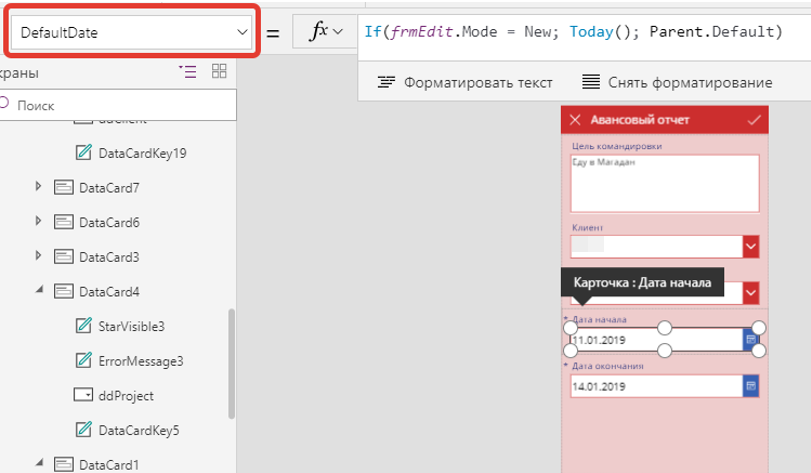 DefaultDate
=
fx
If(frmEdit.Mode = New; Today(); Parent.Default)
Форматировать текст
Снять форматирование
краны
Поиск
DataCardKey19
DataCard7
DataCard6
DataCard3
DataCard4
StarVisible3
ErrorMessage3
ddProject
DataCardKey5
DataCard1
Авансовый отчет
Цель командировки
Еду в Магадан
Клиент
Карточка : Дата начала
* Дата начала
11.01.2019
* Дата окончания
14.01.2019